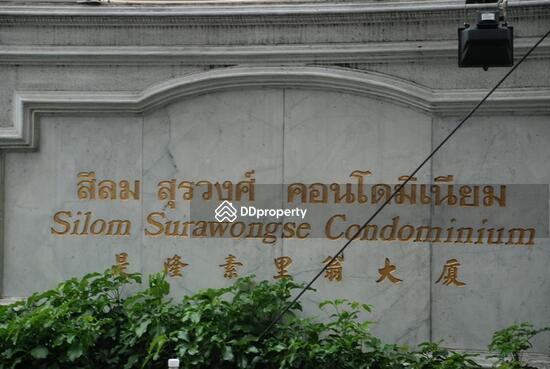 สีลม สุรวงศ์ คอนโดมิเนียม
DDproperty
Silom Surawongse Condominium
是隆素里翁大廈